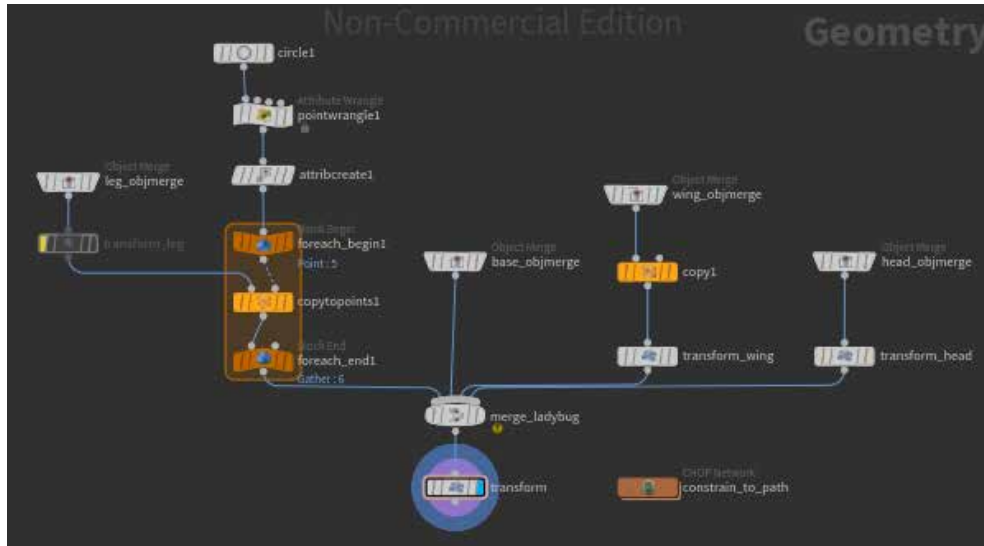 Non-Commercial Edition
Geometry
circle1
Attribute Wrangle
pointwrangle1
attribcreate1
Object Merge
leg_objmerge
transform_leg
Block Begin
foreach_begin1
Point : 5
copytopoints1
Block End
foreach_end1
Gather : 6
Object Merge
base_objmerge
Object Merge
wing_objmerge
copy1
transform_wing
Object Merge
head_objmerge
transform_head
merge_ladybug
transform
CHOP Network
constrain_to_path